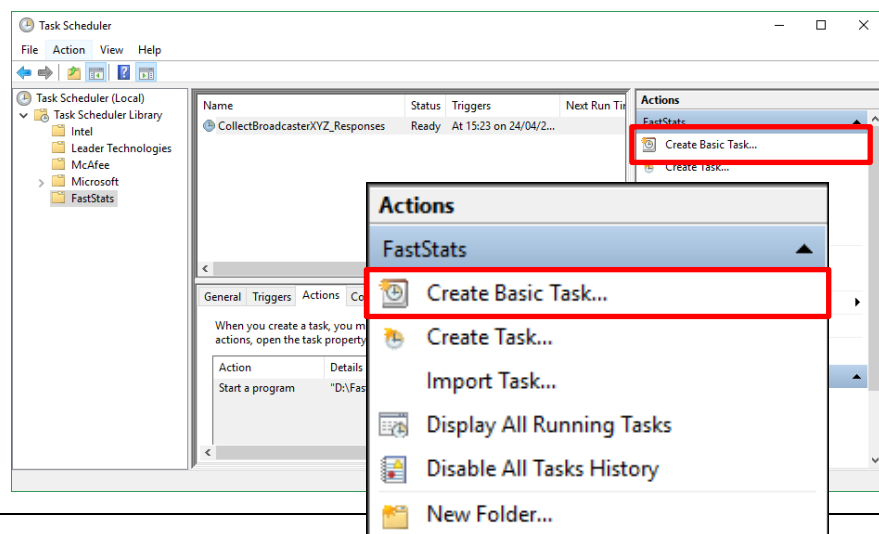 Task Scheduler
File Action View Help
Task Scheduler (Local)
Task Scheduler Library
Intel
Leader Technologies
McAfee
Microsoft
FastStats
Name Status Triggers Next Run Tir
CollectBroadcasterXYZ_Responses Ready At 15:23 on 24/04/2...
General Triggers Actions Co
When you create a task, you m
actions, open the task property
Action Details
Start a program "D:\Fas
Actions
FastStats
Create Basic Task...
Create Task...
Actions
FastStats
Create Basic Task...
Create Task...
Import Task...
Display All Running Tasks
Disable All Tasks History
New Folder...